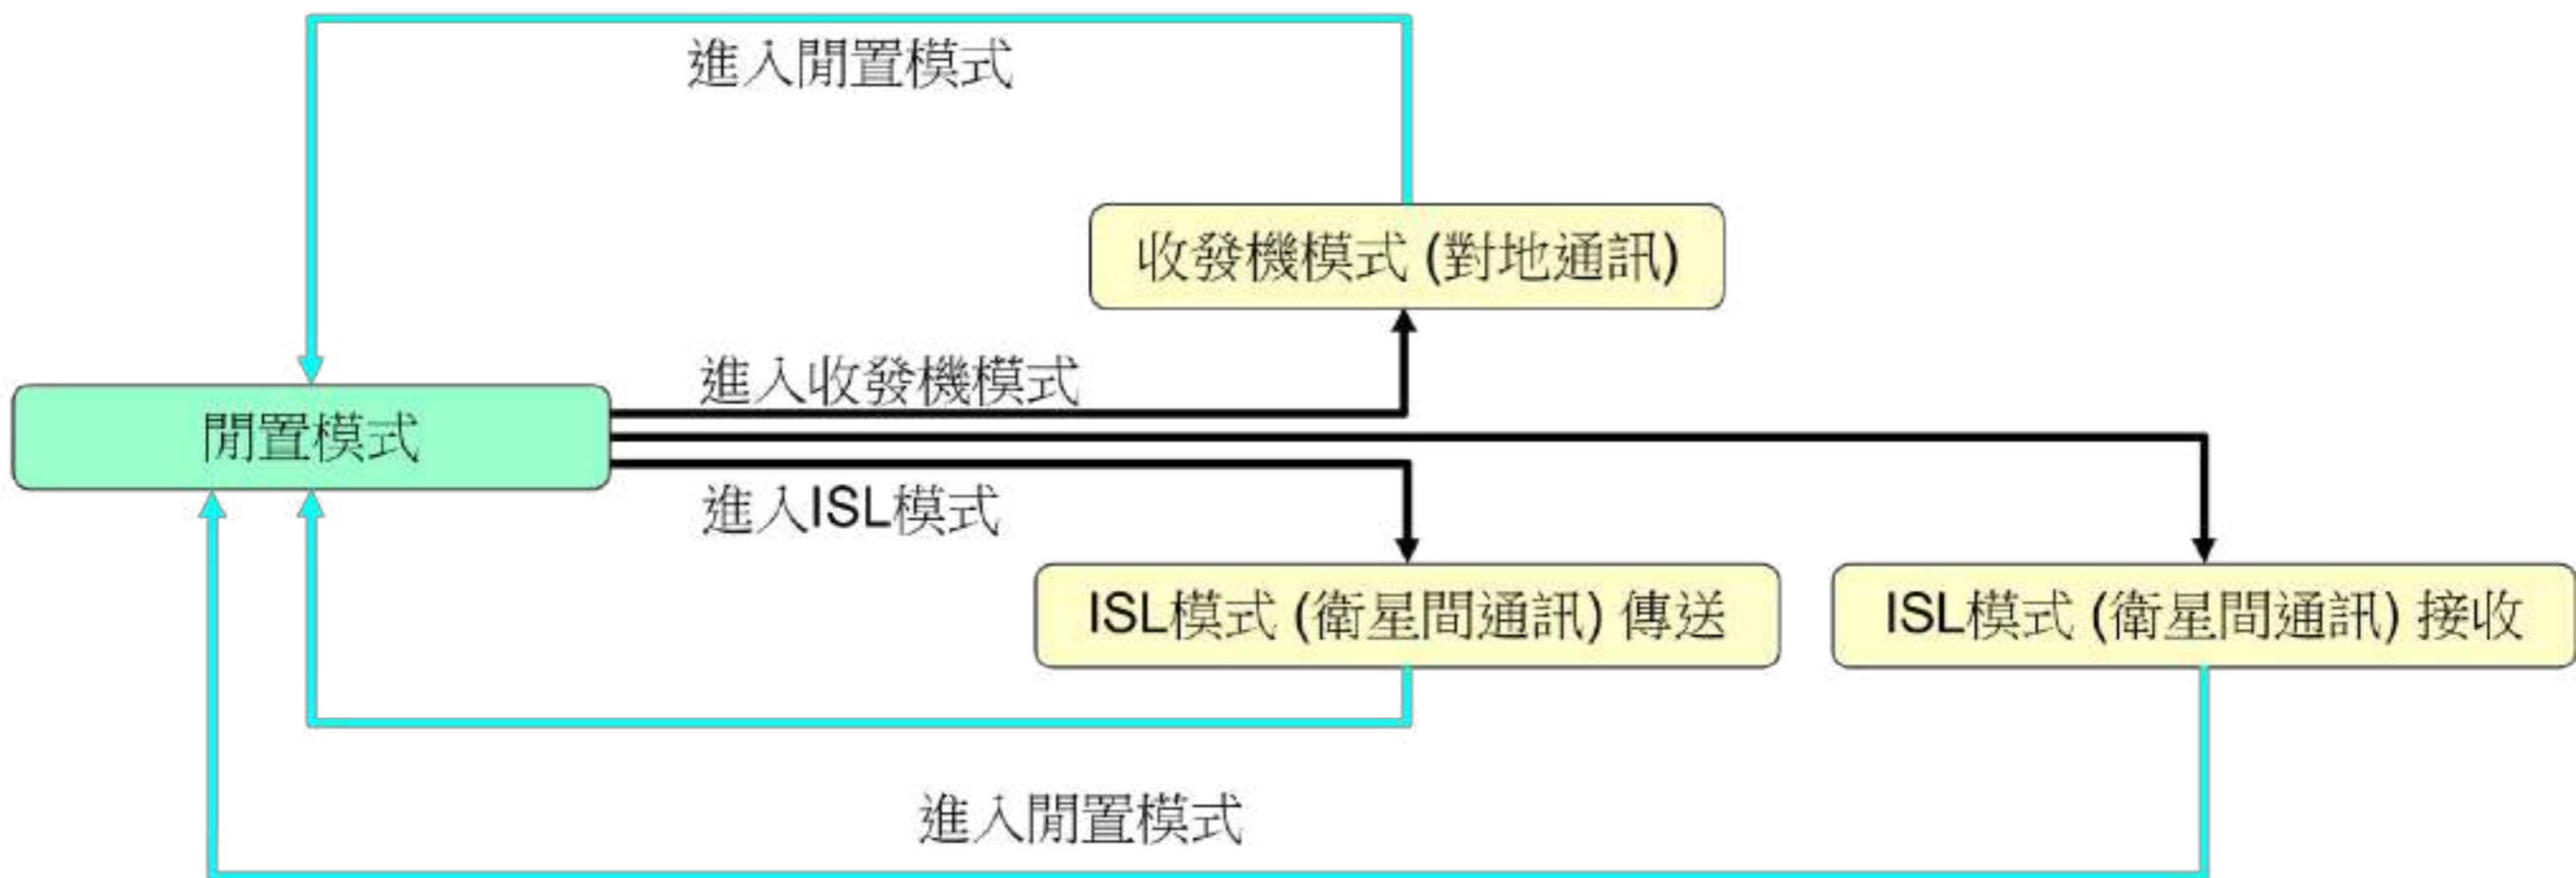 進入閒置模式
收發機模式 (對地通訊)
進入收發機模式
閒置模式
進入ISL模式
ISL模式 (衛星間通訊) 傳送
ISL模式 (衛星間通訊) 接收
進入閒置模式